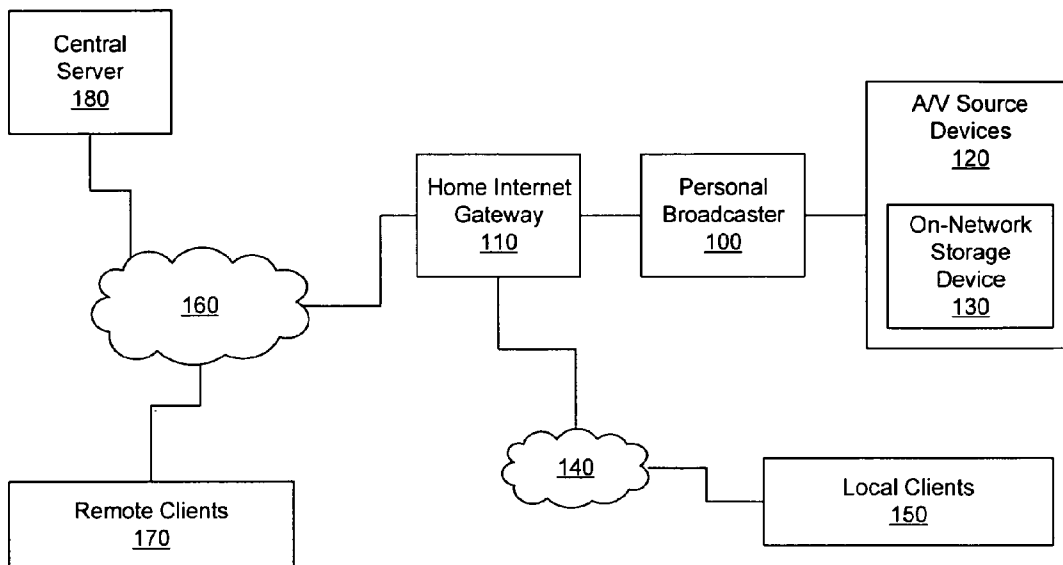 Central
Server
180
A/V Source
Devices
120
Home Internet
Gateway
110
Personal
Broadcaster
100
On-Network
Storage
Device
130
160
140
Local Clients
150
Remote Clients
170